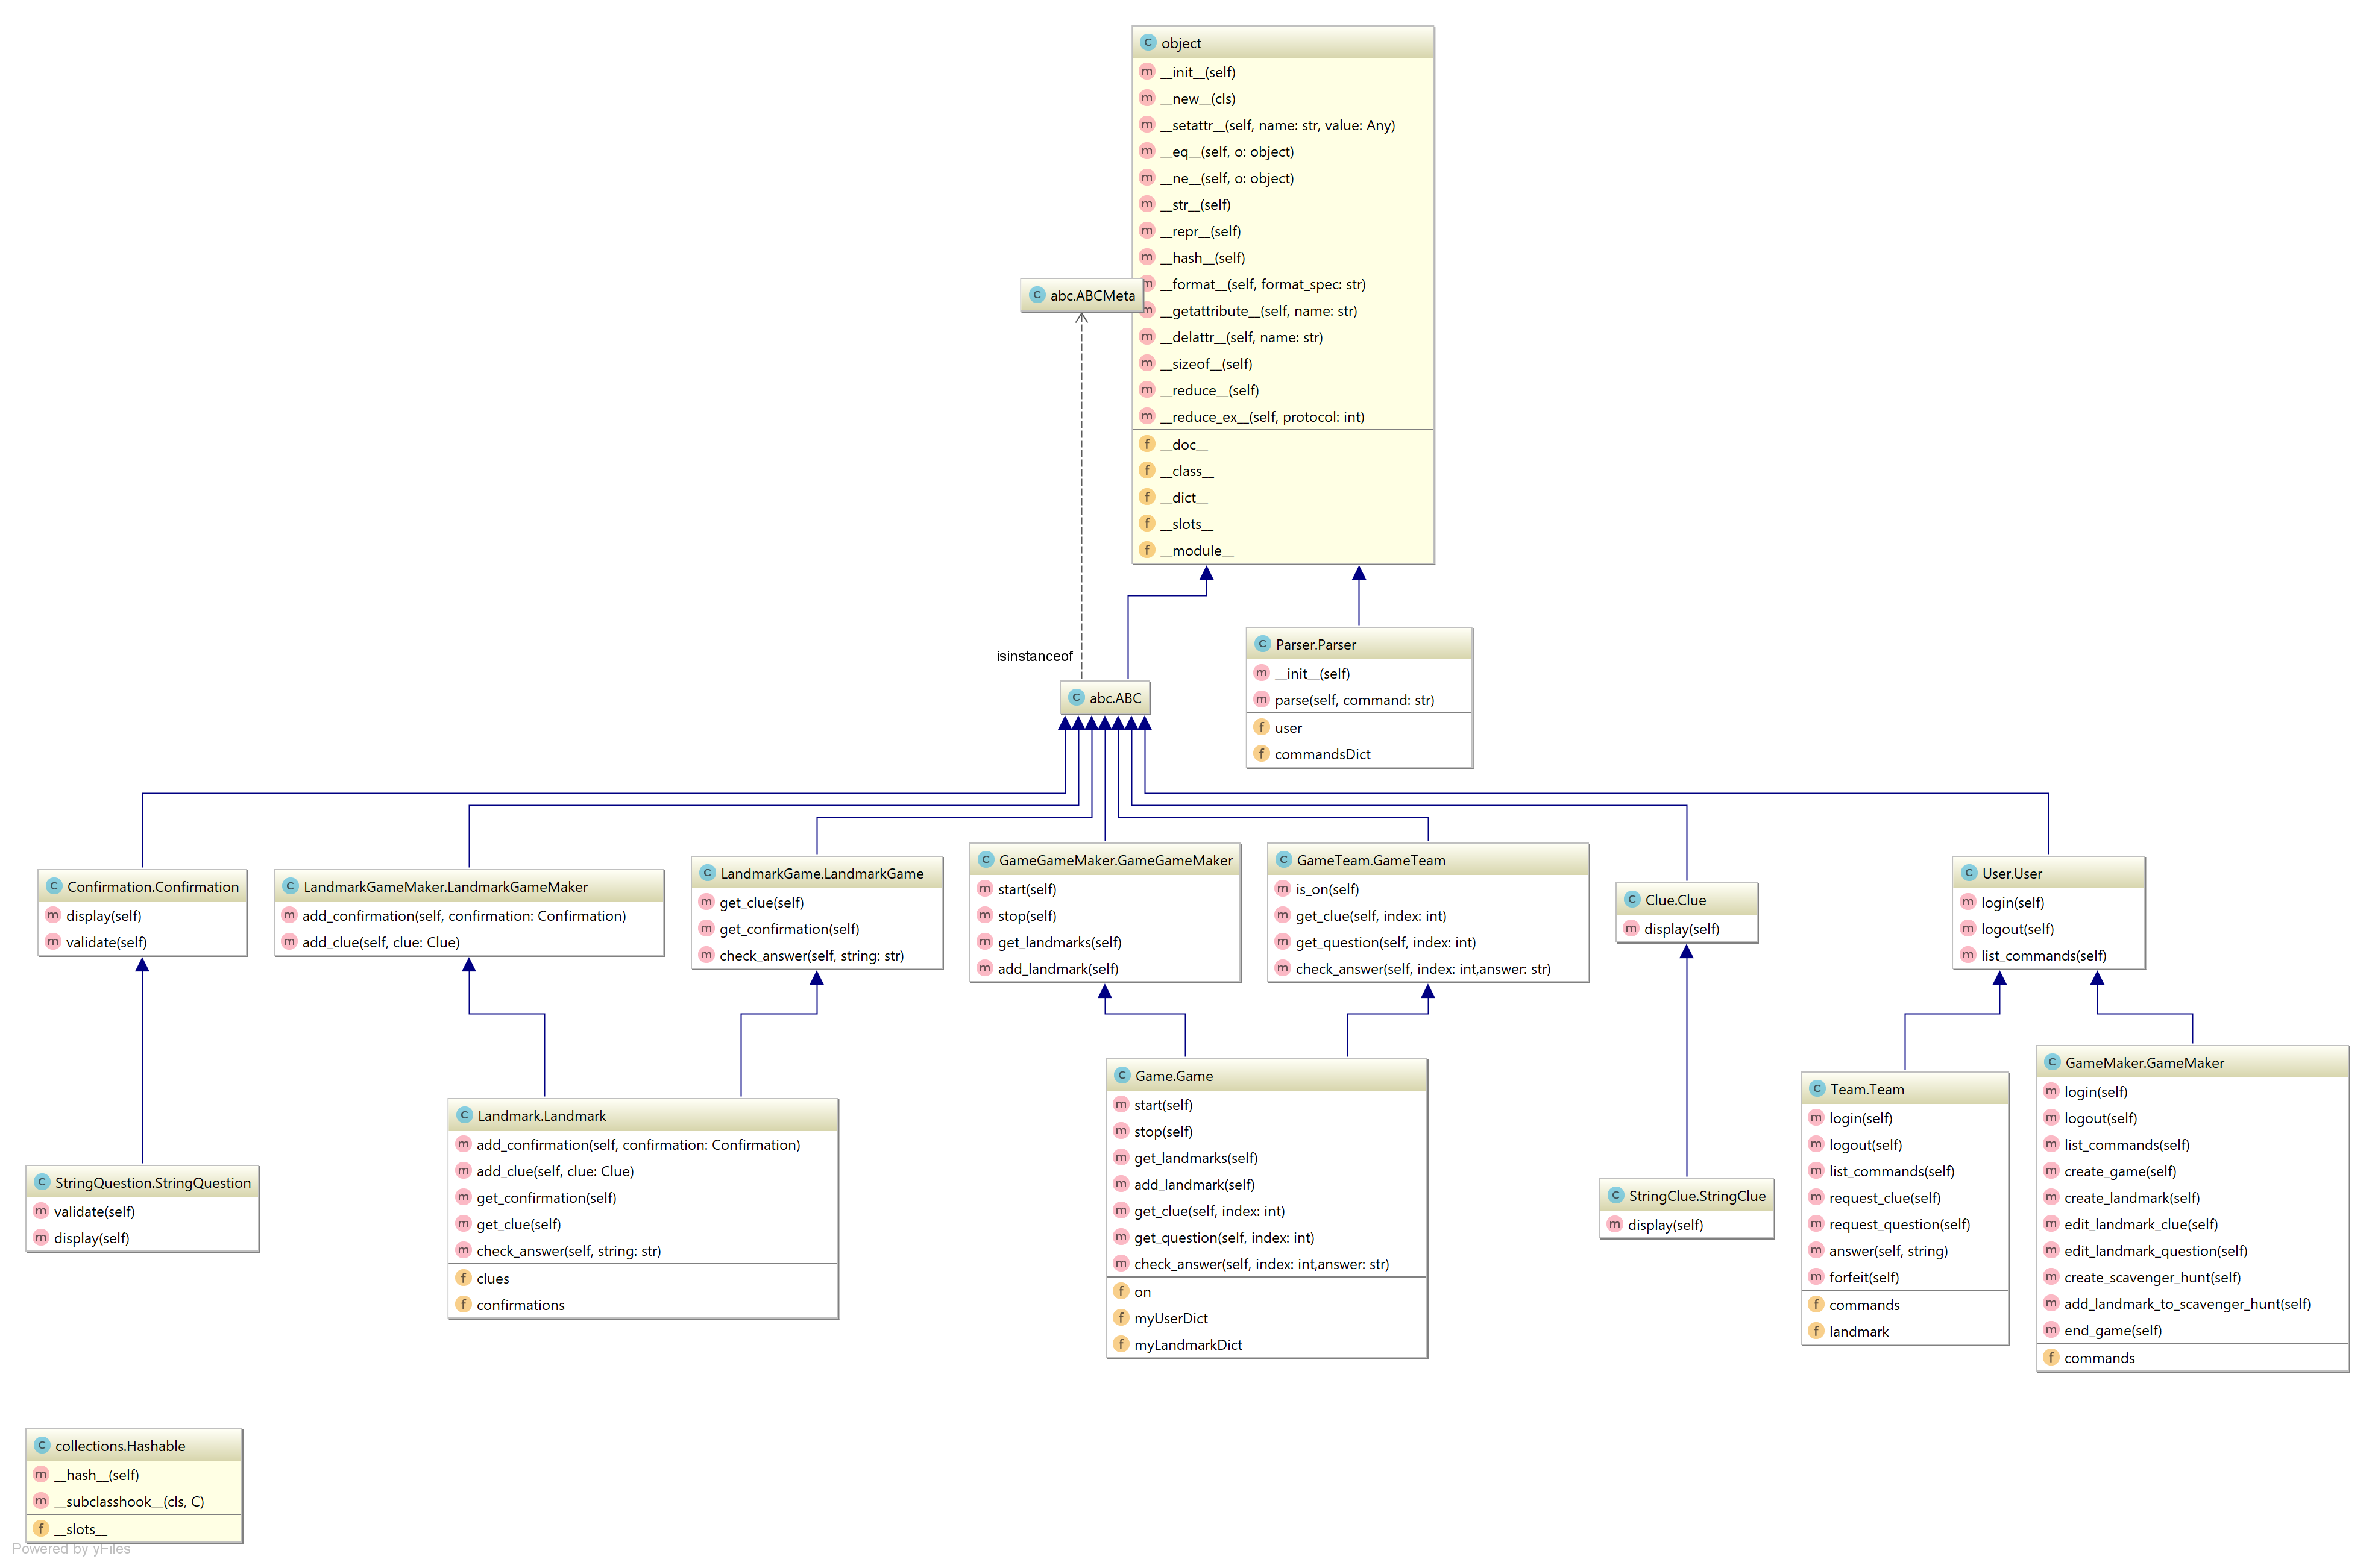 object
__init__(self)
__new__(cls)
__setattr__(self, name: str, value: Any)
__eq__(self, o: object)
__ne__(self, o: object)
__str__(self)
__repr__(self)
__hash__(self)
__format__(self, format_spec: str)
__getattribute__(self, name: str)
__delattr__(self, name: str)
__sizeof__(self)
__reduce__(self)
__reduce_ex__(self, protocol: int)
__doc__
__class__
__dict__
__slots__
__module__
abc.ABCMeta
isinstanceof
abc.ABC
Parser.Parser
__init__(self)
parse(self, command: str)
user
commandsDict
Confirmation.Confirmation
display(self)
validate(self)
LandmarkGameMaker.LandmarkGameMaker
add_confirmation(self, confirmation: Confirmation)
add_clue(self, clue: Clue)
LandmarkGame.LandmarkGame
get_clue(self)
get_confirmation(self)
check_answer(self, string: str)
GameGameMaker.GameGameMaker
start(self)
stop(self)
get_landmarks(self)
add_landmark(self)
GameTeam.GameTeam
is_on(self)
get_clue(self, index: int)
get_question(self, index: int)
check_answer(self, index: int,answer: str)
Clue.Clue
display(self)
User.User
login(self)
logout(self)
list_commands(self)
StringQuestion.StringQuestion
validate(self)
display(self)
Landmark.Landmark
add_confirmation(self, confirmation: Confirmation)
add_clue(self, clue: Clue)
get_confirmation(self)
get_clue(self)
check_answer(self, string: str)
clues
confirmations
Game.Game
start(self)
stop(self)
get_landmarks(self)
add_landmark(self)
get_clue(self, index: int)
get_question(self, index: int)
check_answer(self, index: int,answer: str)
on
myUserDict
myLandmarkDict
StringClue.StringClue
display(self)
Team.Team
login(self)
logout(self)
list_commands(self)
request_clue(self)
request_question(self)
answer(self, string)
forfeit(self)
commands
landmark
GameMaker.GameMaker
login(self)
logout(self)
list_commands(self)
create_game(self)
create_landmark(self)
edit_landmark_clue(self)
edit_landmark_question(self)
create_scavenger_hunt(self)
add_landmark_to_scavenger_hunt(self)
end_game(self)
commands
collections.Hashable
__hash__(self)
__subclasshook__(cls, C)
__slots__
Powered by yFiles